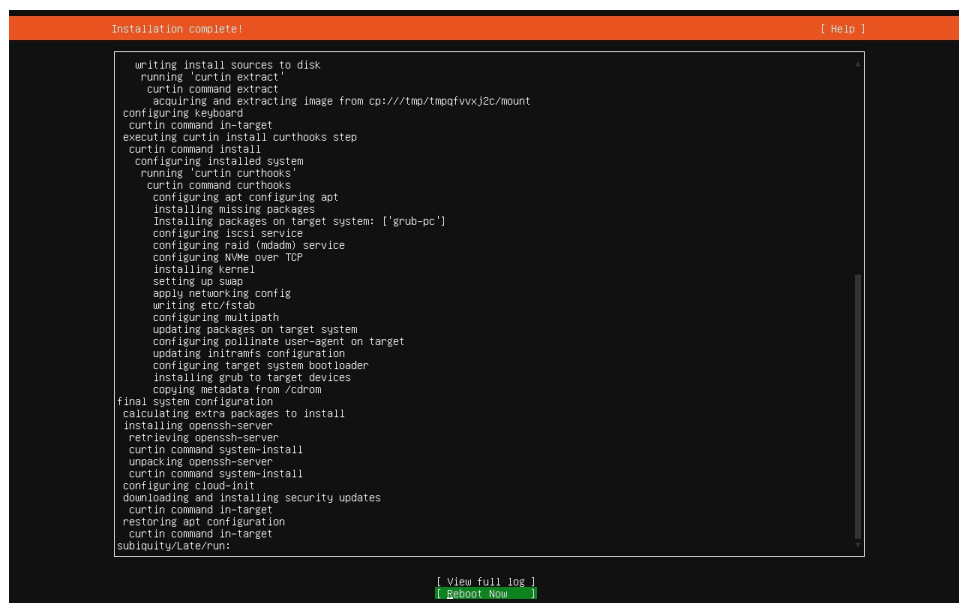 Installation complete! [ Help ]
writing install sources to disk
running 'curtin extract'
curtin command extract
acquiring and extracting image from cp:///tmp/tmpqfvvxj2c/mount
configuring keyboard
curtin command in-target
executing curtin install curthooks step
curtin command install
configuring installed system
running 'curtin curthooks'
curtin command curthooks
configuring apt configuring apt
installing missing packages
Installing packages on target system: ['grub-pc']
configuring iscsi service
configuring raid (mdadm) service
configuring NVMe over TCP
installing kernel
setting up swap
apply networking config
writing etc/fstab
configuring multipath
updating packages on target system
configuring pollinate user-agent on target
updating initramfs configuration
configuring target system bootloader
installing grub to target devices
copying metadata from /cdrom
final system configuration
calculating extra packages to install
installing openssh-server
retrieving openssh-server
curtin command system-install
unpacking openssh-server
curtin command system-install
configuring cloud-init
downloading and installing security updates
curtin command in-target
restoring apt configuration
curtin command in-target
subiquity/Late/run:
[ View full log ]
[ Reboot Now ]